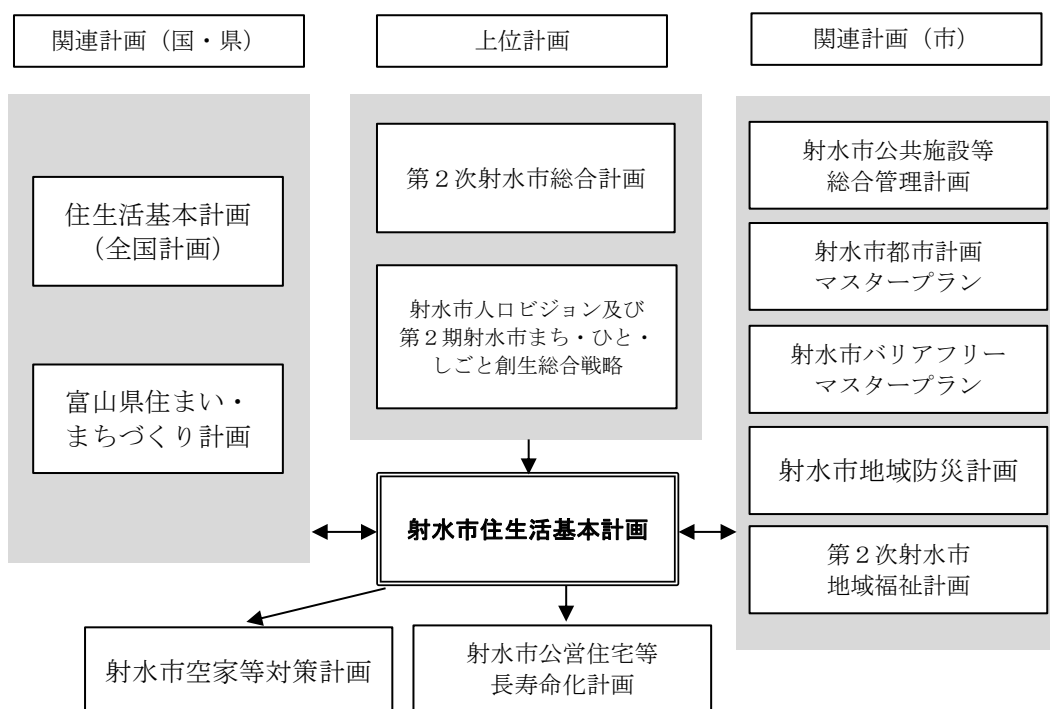 関連計画（国・県）
上位計画
関連計画（市）
住生活基本計画
（全国計画）
富山県住まい・
まちづくり計画
第２次射水市総合計画
射水市人口ビジョン及び
第２期射水市まち・ひと・
しごと創生総合戦略
射水市公共施設等
総合管理計画
射水市都市計画
マスタープラン
射水市バリアフリー
マスタープラン
射水市地域防災計画
第２次射水市
地域福祉計画
射水市住生活基本計画
射水市空家等対策計画
射水市公営住宅等
長寿命化計画